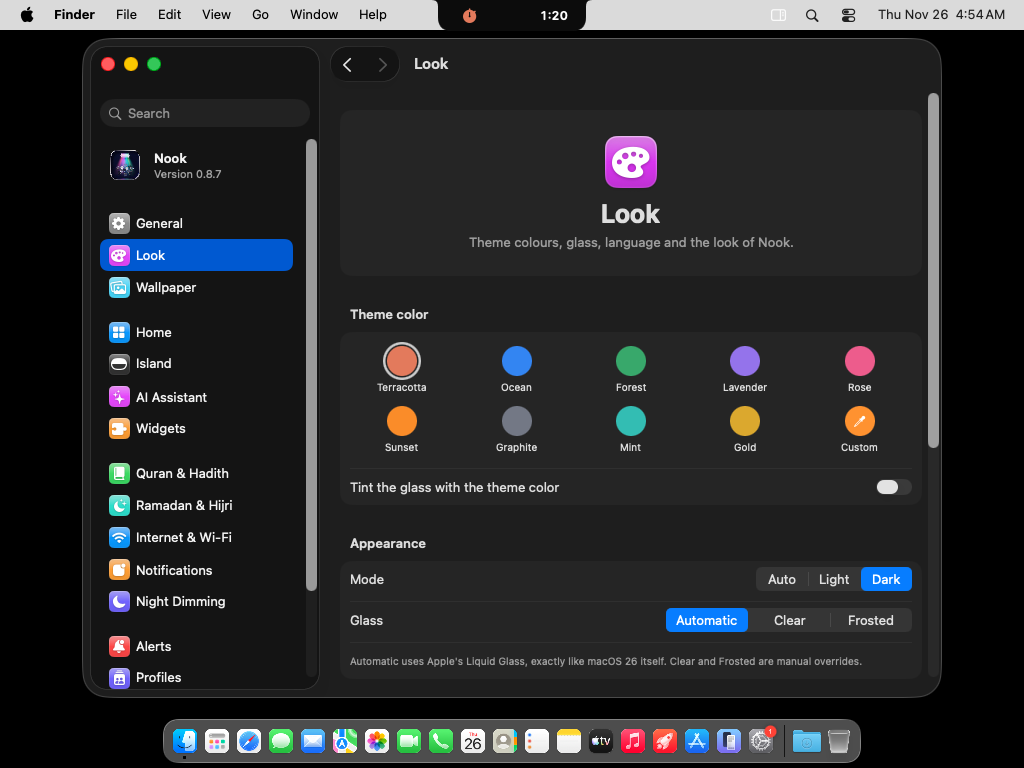 Finder File Edit View Go Window Help 1:20 Thu Nov 26 4:54 AM
Look
Search
Nook
Version 0.8.7
General
Look
Wallpaper
Home
Island
AI Assistant
Widgets
Quran & Hadith
Ramadan & Hijri
Internet & Wi-Fi
Notifications
Night Dimming
Alerts
Profiles
Look
Theme colours, glass, language and the look of Nook.
Theme color
Terracotta Ocean Forest Lavender Rose
Sunset Graphite Mint Gold Custom
Tint the glass with the theme color
Appearance
Mode Auto Light Dark
Glass Automatic Clear Frosted
Automatic uses Apple's Liquid Glass, exactly like macOS 26 itself. Clear and Frosted are manual overrides.
Thu
26
tv
1